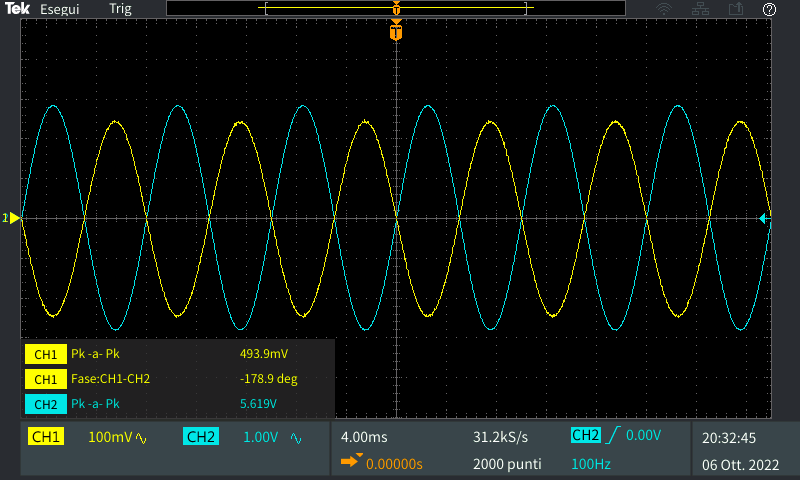 Tek Esegui Trig
T
?
T
1
CH1 Pk -a- Pk 493.9mV
CH1 Fase:CH1-CH2 -178.9 deg
CH2 Pk -a- Pk 5.619V
CH1 100mV CH2 1.00V 4.00ms 31.2kS/s CH2 0.00V 20:32:45
0.00000s 2000 punti 100Hz 06 Ott. 2022